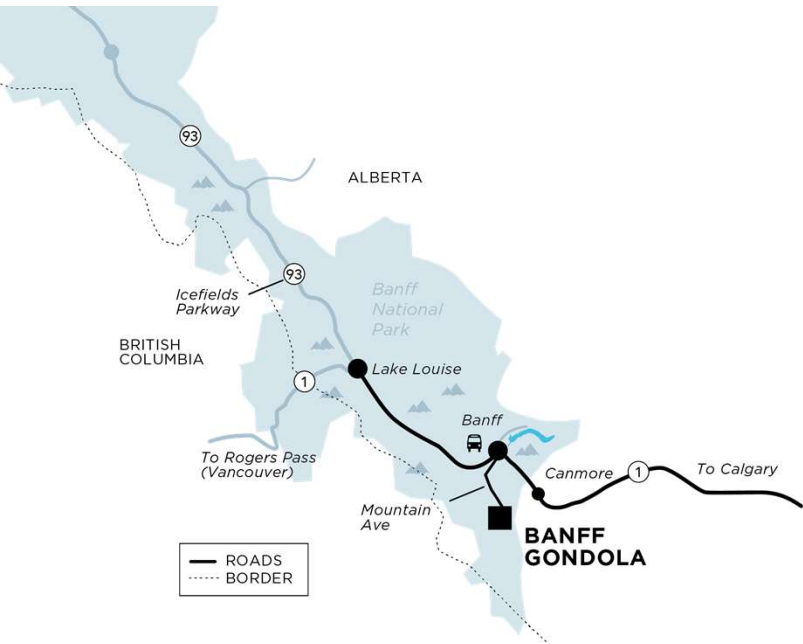 93
ALBERTA
93
Icefields
Parkway
Banff
National
Park
BRITISH
COLUMBIA
Lake Louise
1
Banff
To Rogers Pass
(Vancouver)
Canmore
1
To Calgary
Mountain
Ave
BANFF
GONDOLA
ROADS
BORDER